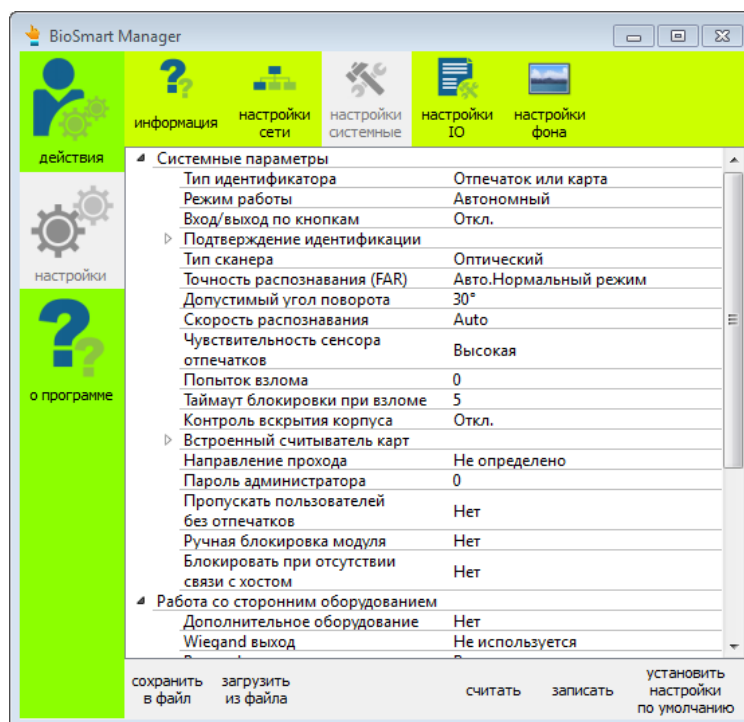 BioSmart Manager
информация
настройки
сети
настройки
системные
настройки
IO
настройки
фона
действия
настройки
о программе
Системные параметры
Тип идентификатора Отпечаток или карта
Режим работы Автономный
Вход/выход по кнопкам Откл.
Подтверждение идентификации
Тип сканера Оптический
Точность распознавания (FAR) Авто.Нормальный режим
Допустимый угол поворота 30°
Скорость распознавания Auto
Чувствительность сенсора
отпечатков Высокая
Попыток взлома 0
Таймаут блокировки при взломе 5
Контроль вскрытия корпуса Откл.
Встроенный считыватель карт
Направление прохода Не определено
Пароль администратора 0
Пропускать пользователей
без отпечатков Нет
Ручная блокировка модуля Нет
Блокировать при отсутствии
связи с хостом Нет
Работа со сторонним оборудованием
Дополнительное оборудование Нет
Wiegand выход Не используется
сохранить
в файл
загрузить
из файла
считать
записать
установить
настройки
по умолчанию